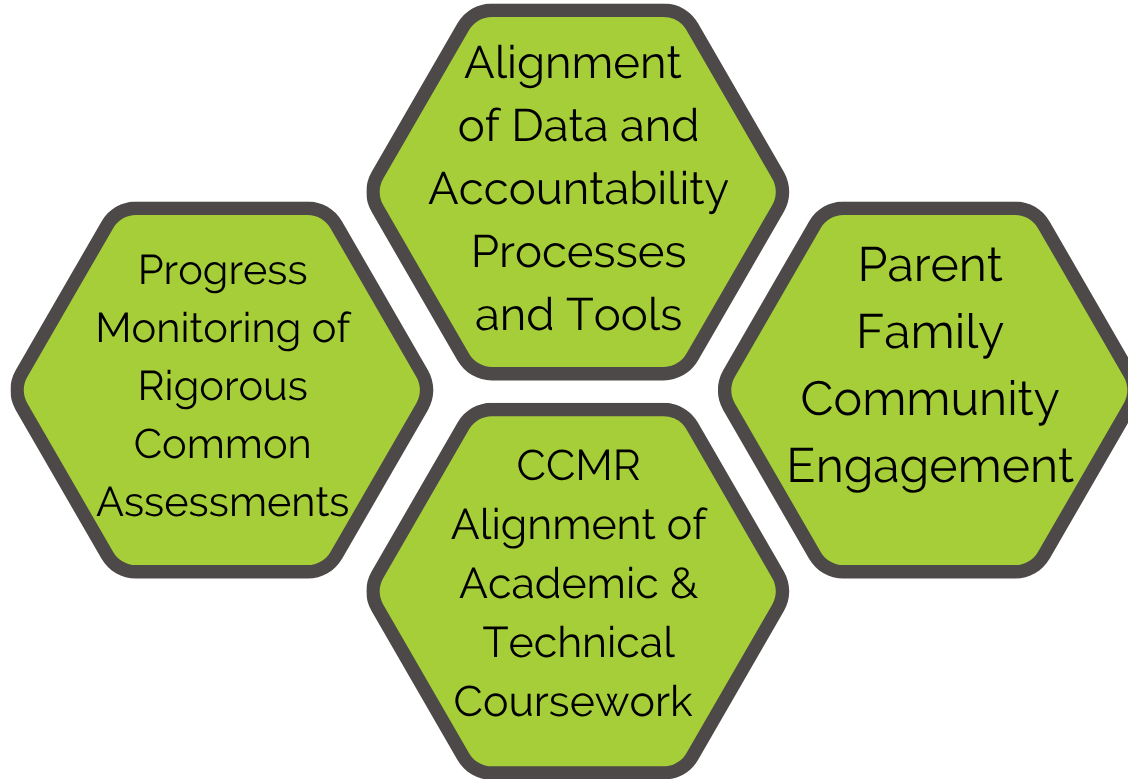 Alignment
of Data and
Accountability
Processes
and Tools
Progress
Monitoring of
Rigorous
Common
Assessments
Parent
Family
Community
Engagement
CCMR
Alignment of
Academic &
Technical
Coursework